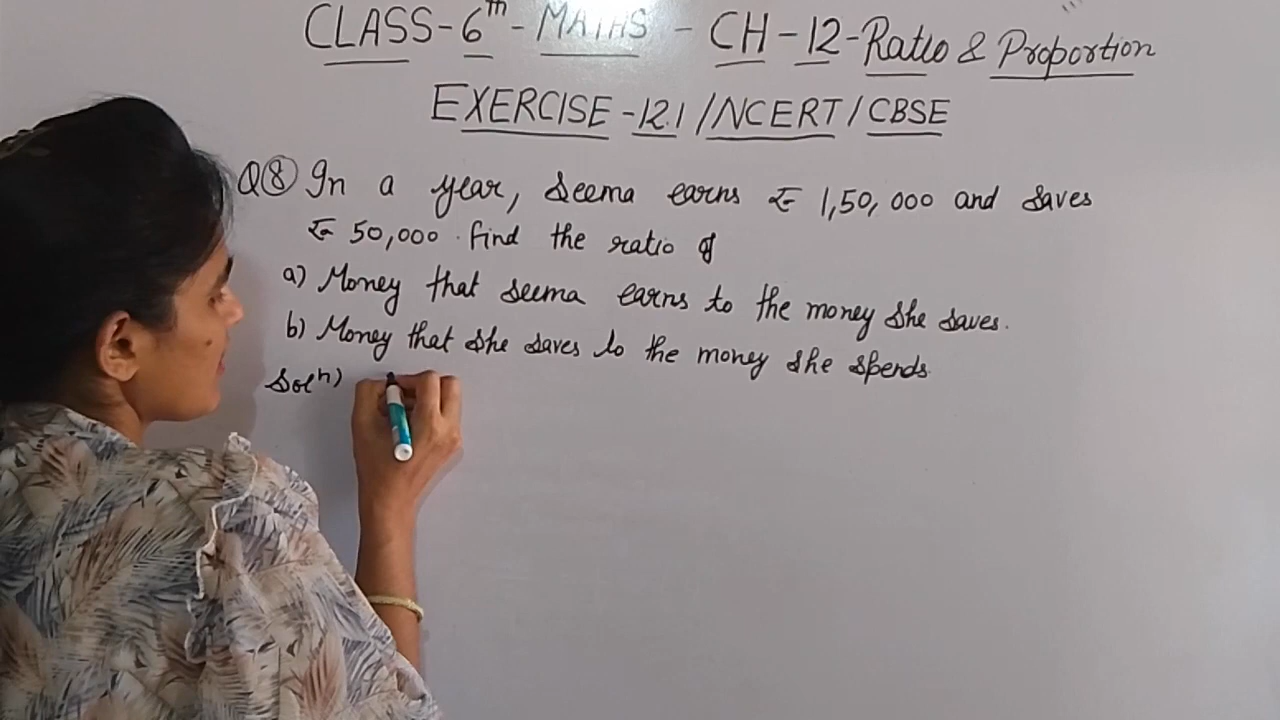 CLASS-6th-MATHS - CH-12-Ratio & Proportion
EXERCISE-12.1/NCERT/CBSE
Q⑧ In a year, Seema earns ₹ 1,50,000 and saves
₹ 50,000. Find the ratio of
a) Money that Seema earns to the money she saves.
b) Money that she saves to the money she spends.
Solⁿ)